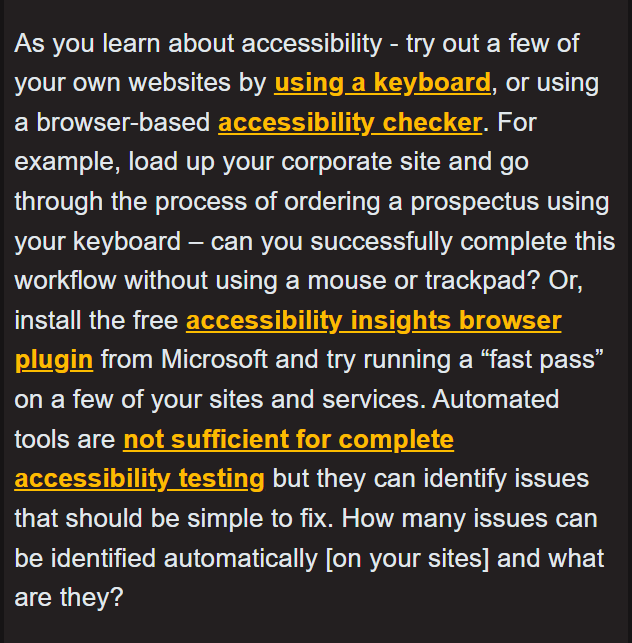 As you learn about accessibility - try out a few of
your own websites by using a keyboard, or using
a browser-based accessibility checker. For
example, load up your corporate site and go
through the process of ordering a prospectus using
your keyboard – can you successfully complete this
workflow without using a mouse or trackpad? Or,
install the free accessibility insights browser
plugin from Microsoft and try running a “fast pass”
on a few of your sites and services. Automated
tools are not sufficient for complete
accessibility testing but they can identify issues
that should be simple to fix. How many issues can
be identified automatically [on your sites] and what
are they?